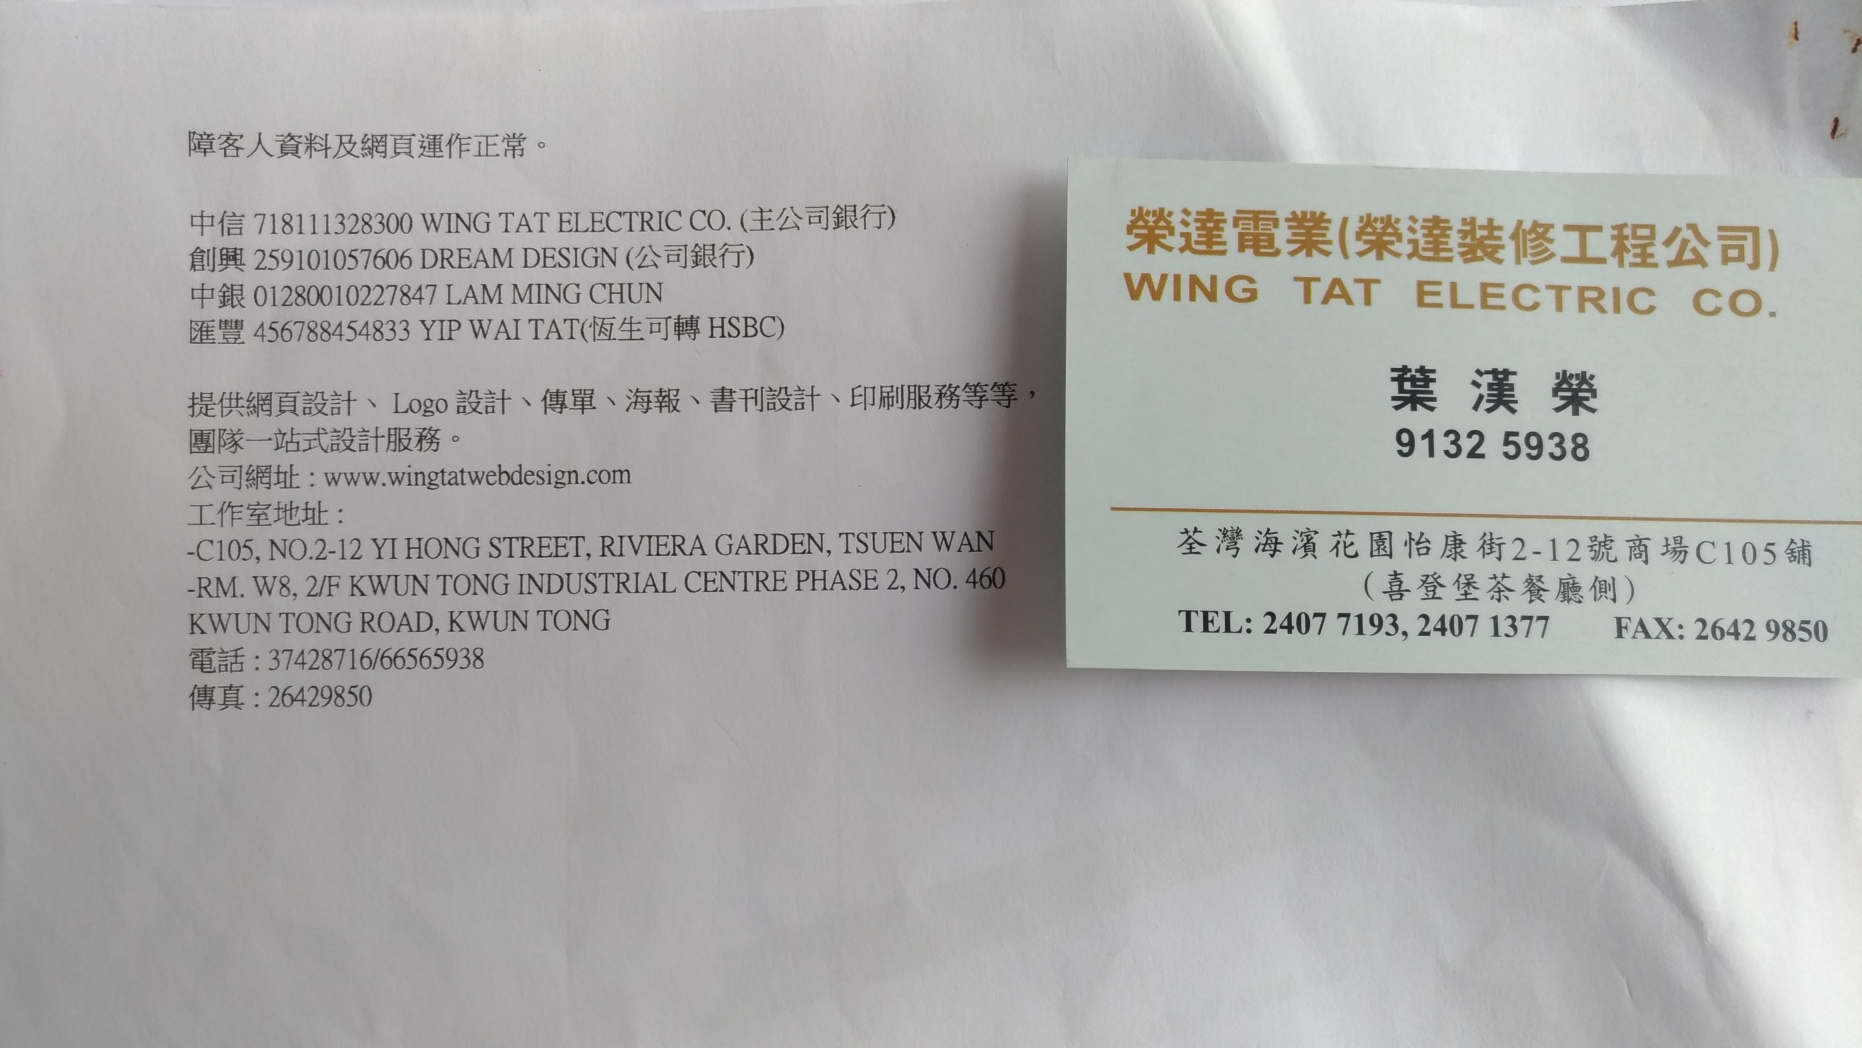 障客人資料及網頁運作正常。
中信 718111328300 WING TAT ELECTRIC CO. (主公司銀行)
創興 259101057606 DREAM DESIGN (公司銀行)
中銀 01280010227847 LAM MING CHUN
匯豐 456788454833 YIP WAI TAT(恆生可轉 HSBC)
提供網頁設計、 Logo 設計、傳單、海報、書刊設計、印刷服務等等，
團隊一站式設計服務。
公司網址 : www.wingtatwebdesign.com
工作室地址 :
-C105, NO.2-12 YI HONG STREET, RIVIERA GARDEN, TSUEN WAN
-RM. W8, 2/F KWUN TONG INDUSTRIAL CENTRE PHASE 2, NO. 460
KWUN TONG ROAD, KWUN TONG
電話 : 37428716/66565938
傳真 : 26429850
榮達電業(榮達裝修工程公司)
WING TAT ELECTRIC CO.
葉 漢 榮
9132 5938
荃灣海濱花園怡康街2-12號商場C105舖
(喜登堡茶餐廳側)
TEL: 2407 7193, 2407 1377 FAX: 2642 9850